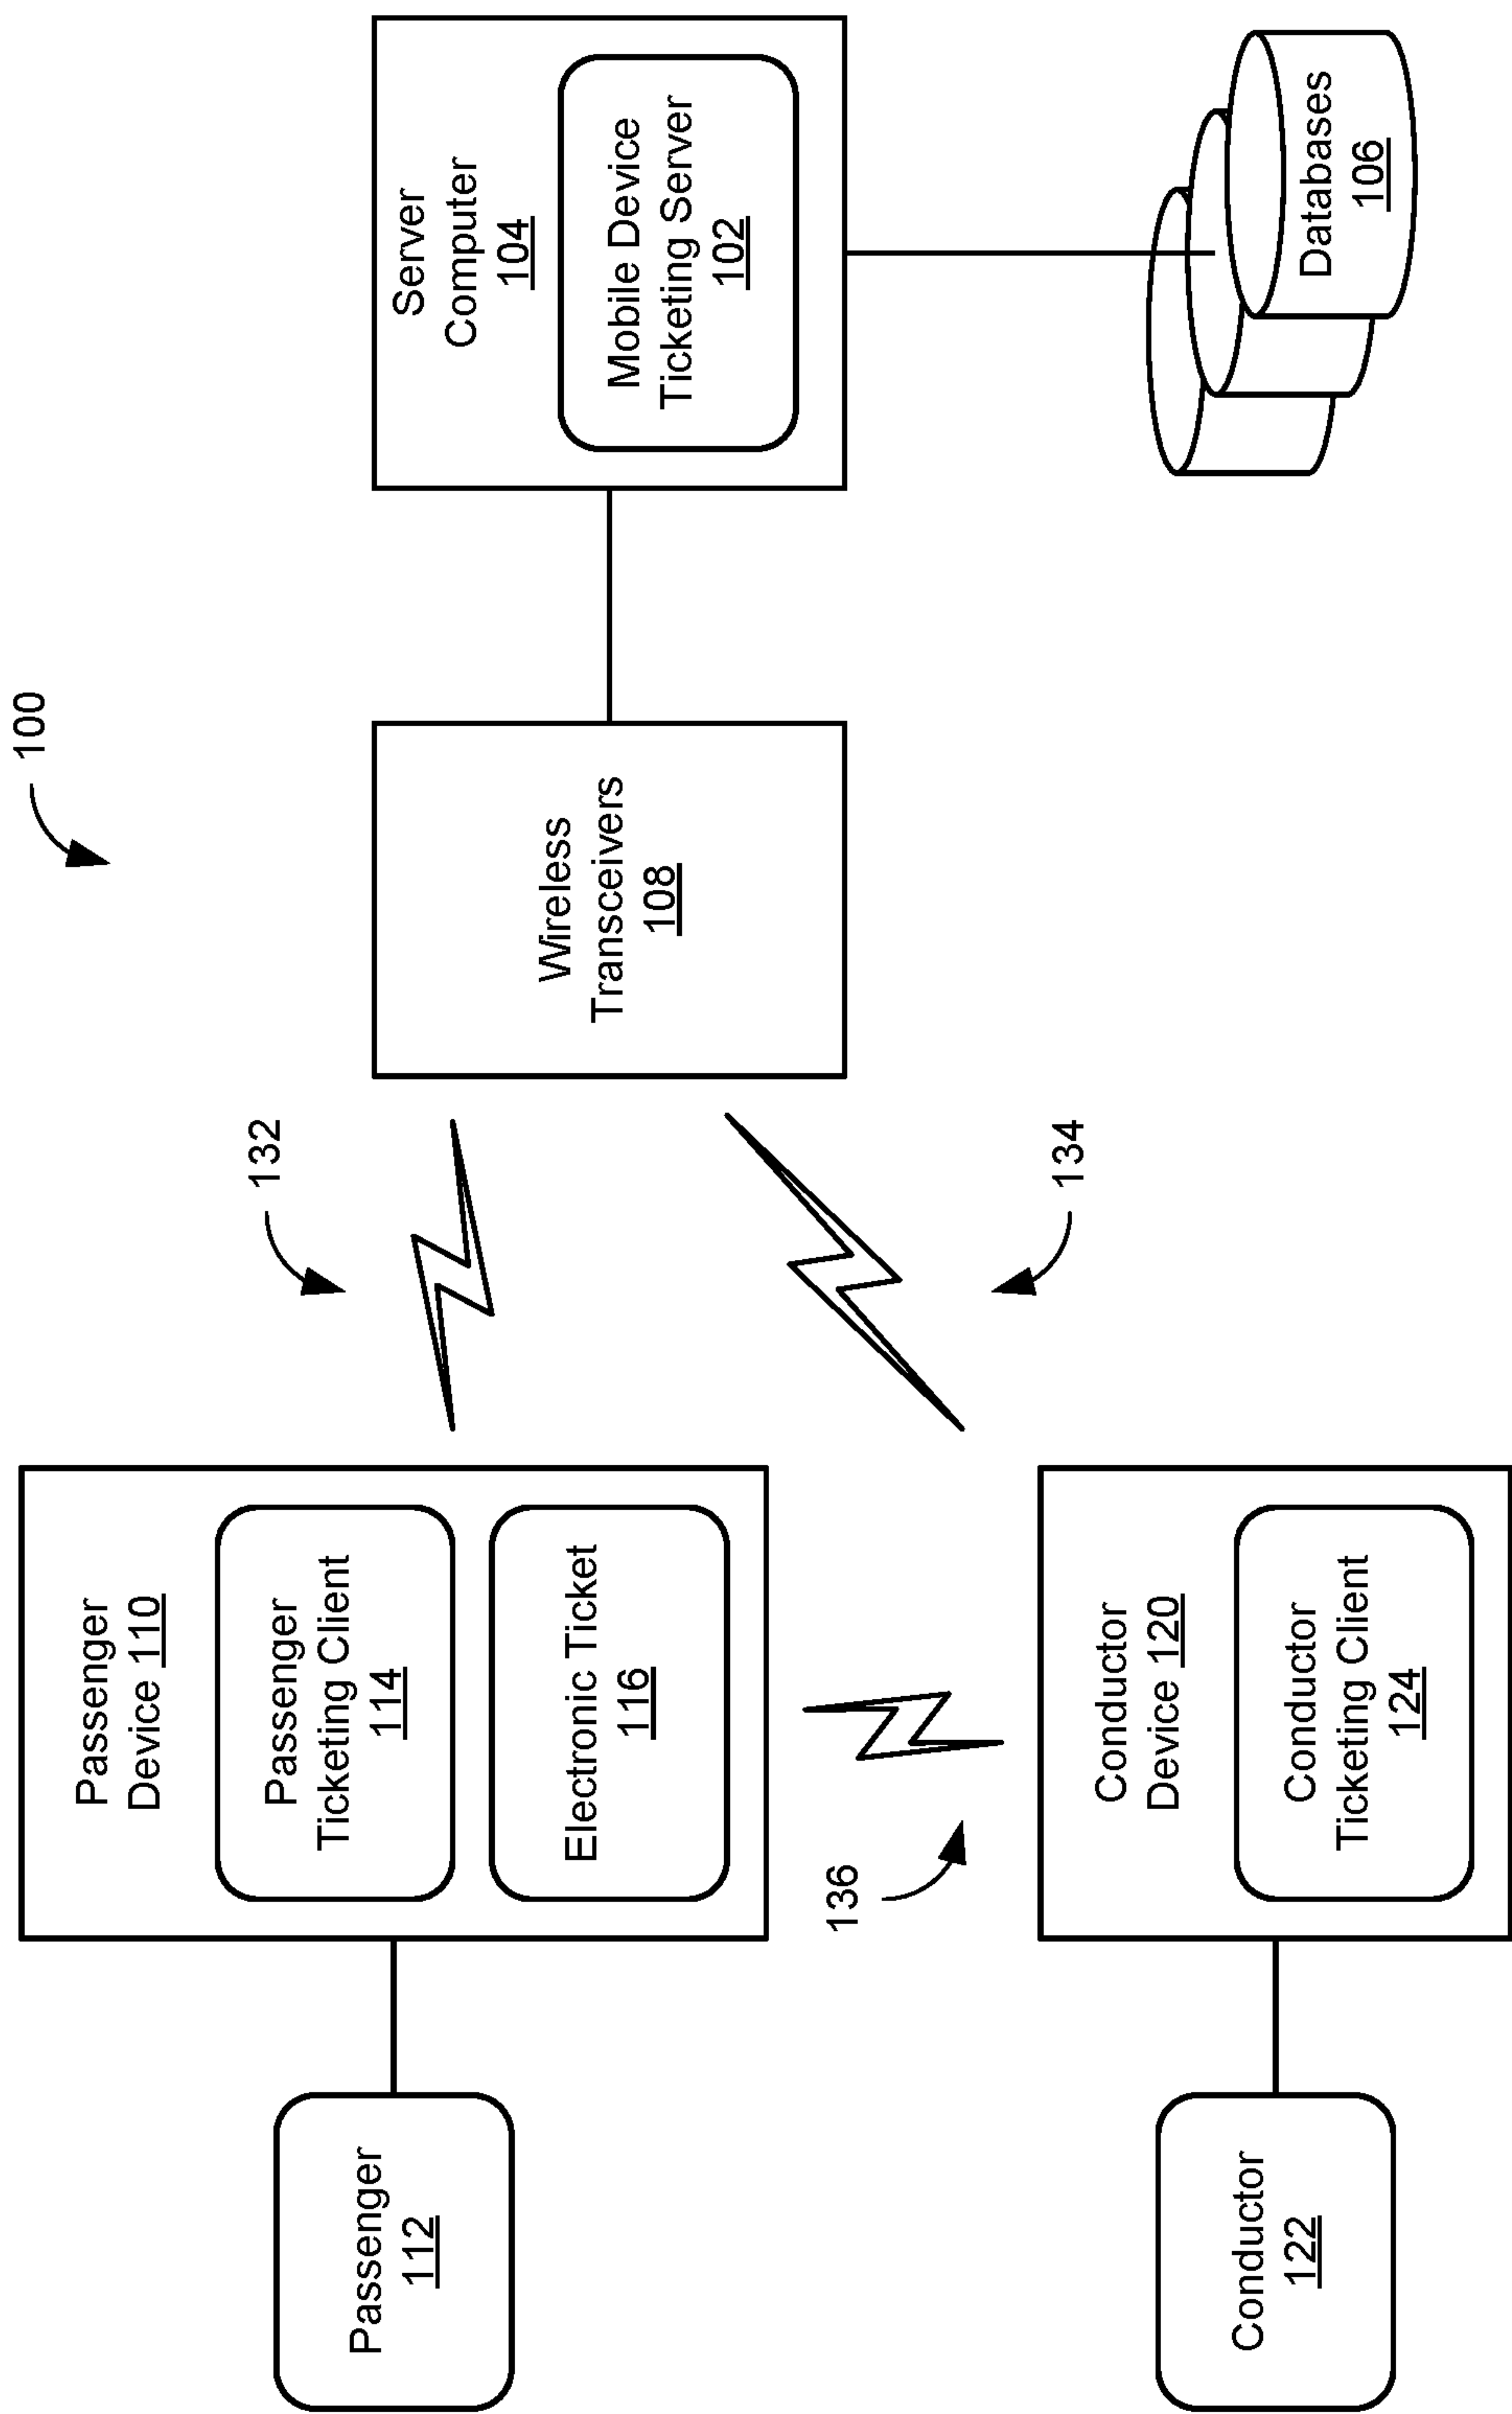 100
Passenger
112
Passenger
Device 110
Passenger
Ticketing Client
114
Electronic Ticket
116
132
Wireless
Transceivers
108
Server
Computer
104
Mobile Device
Ticketing Server
102
136
134
Conductor
122
Conductor
Device 120
Conductor
Ticketing Client
124
Databases
106